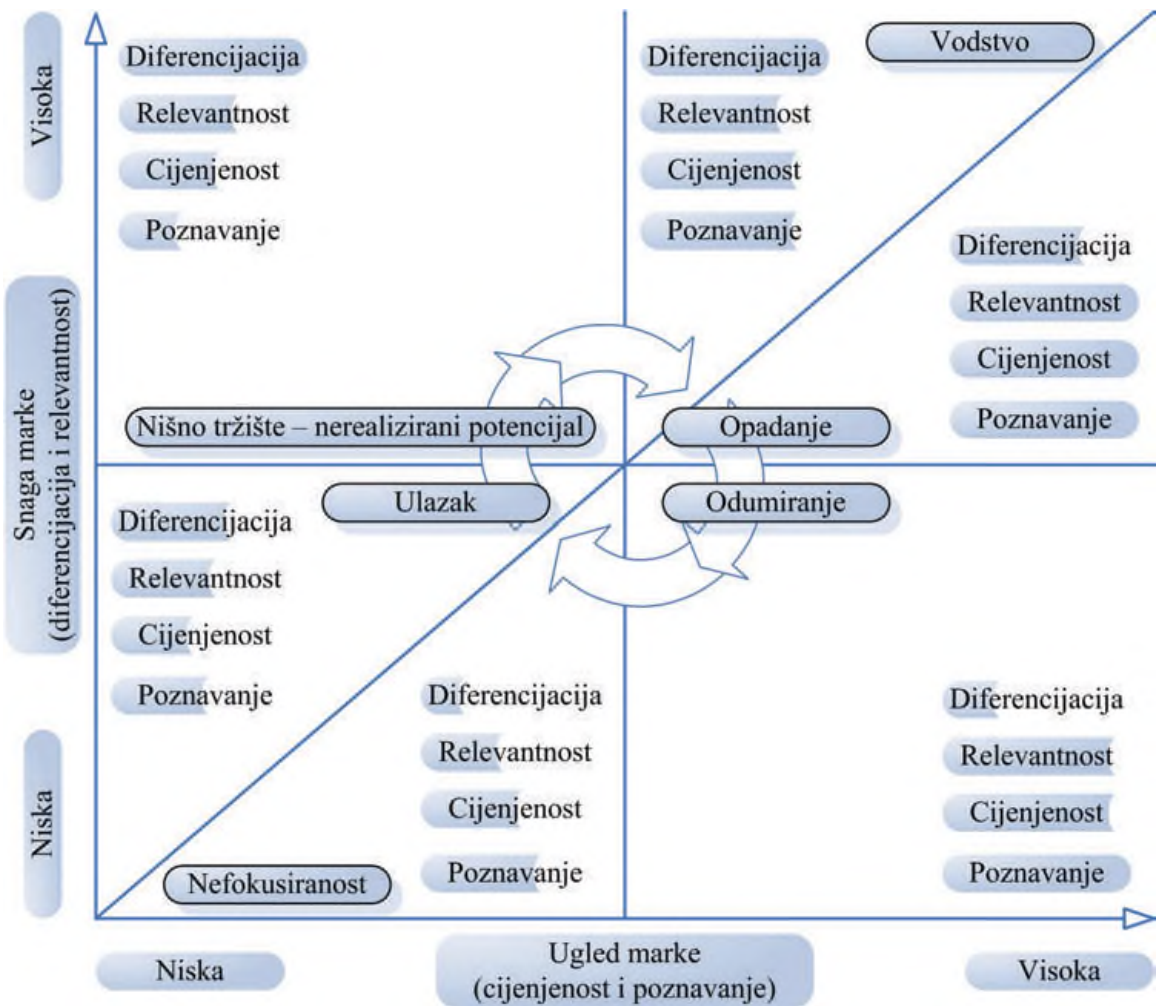 Visoka
Snaga marke
(diferencijacija i relevantnost)
Niska
Diferencijacija
Relevantnost
Cijenjenost
Poznavanje
Diferencijacija
Relevantnost
Cijenjenost
Poznavanje
Vodstvo
Diferencijacija
Relevantnost
Cijenjenost
Poznavanje
Nišno tržište – nerealizirani potencijal
Opadanje
Ulazak
Odumiranje
Diferencijacija
Relevantnost
Cijenjenost
Poznavanje
Diferencijacija
Relevantnost
Cijenjenost
Poznavanje
Diferencijacija
Relevantnost
Cijenjenost
Poznavanje
Nefokusiranost
Niska
Ugled marke
(cijenjenost i poznavanje)
Visoka